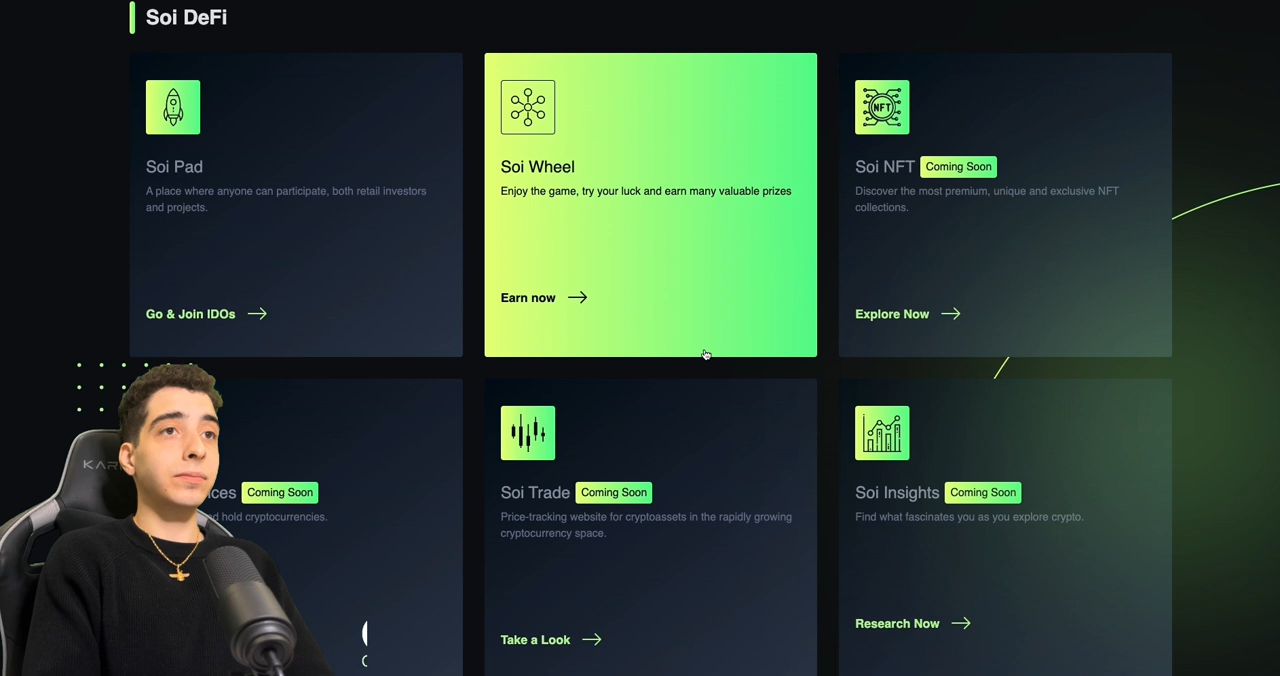 Soi DeFi
Soi Pad
A place where anyone can participate, both retail investors
and projects.
Go & Join IDOs
Soi Wheel
Enjoy the game, try your luck and earn many valuable prizes
Earn now
NFT
Soi NFT Coming Soon
Discover the most premium, unique and exclusive NFT
collections.
Explore Now
Coming Soon
hold cryptocurrencies.
Soi Trade Coming Soon
Price-tracking website for cryptoassets in the rapidly growing
cryptocurrency space.
Take a Look
Soi Insights Coming Soon
Find what fascinates you as you explore crypto.
Research Now